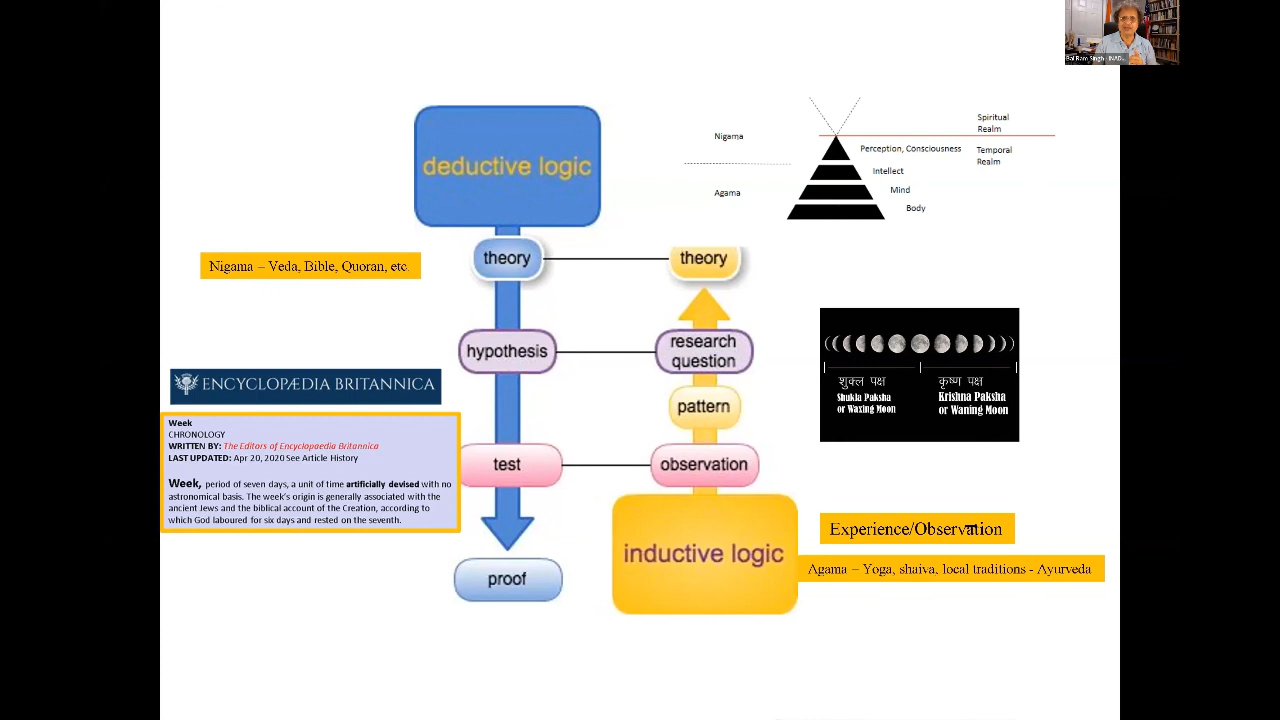 Bal Ram Singh - INAD...
deductive logic
Nigama
Agama
Spiritual
Realm
Perception, Consciousness
Temporal
Realm
Intellect
Mind
Body
theory
theory
Nigama – Veda, Bible, Quoran, etc.
hypothesis
research
question
pattern
test
observation
proof
inductive logic
ENCYCLOPÆDIA BRITANNICA
Week
CHRONOLOGY
WRITTEN BY: The Editors of Encyclopaedia Britannica
LAST UPDATED: Apr 20, 2020 See Article History
Week, period of seven days, a unit of time artificially devised with no
astronomical basis. The week's origin is generally associated with the
ancient Jews and the biblical account of the Creation, according to
which God laboured for six days and rested on the seventh.
शुक्ल पक्ष
Shukla Paksha
or Waxing Moon
कृष्ण पक्ष
Krishna Paksha
or Waning Moon
Experience/Observation
Agama – Yoga, shaiva, local traditions - Ayurveda